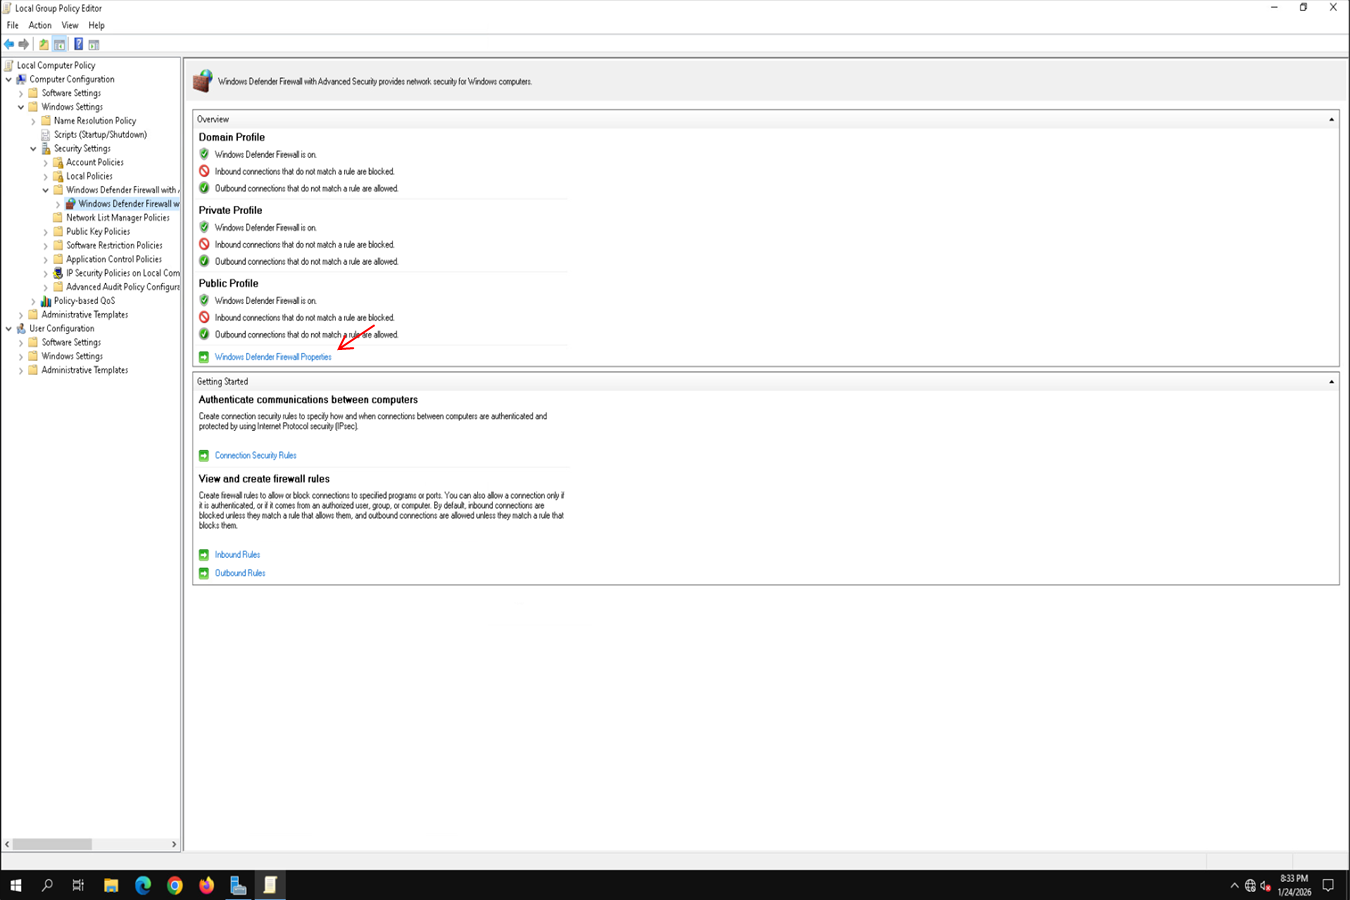 Local Group Policy Editor
File Action View Help
Local Computer Policy
Computer Configuration
Software Settings
Windows Settings
Name Resolution Policy
Scripts (Startup/Shutdown)
Security Settings
Account Policies
Local Policies
Windows Defender Firewall with
Windows Defender Firewall w
Network List Manager Policies
Public Key Policies
Software Restriction Policies
Application Control Policies
IP Security Policies on Local Com
Advanced Audit Policy Configura
Policy-based QoS
Administrative Templates
User Configuration
Software Settings
Windows Settings
Administrative Templates
Windows Defender Firewall with Advanced Security provides network security for Windows computers.
Overview
Domain Profile
Windows Defender Firewall is on.
Inbound connections that do not match a rule are blocked.
Outbound connections that do not match a rule are allowed.
Private Profile
Windows Defender Firewall is on.
Inbound connections that do not match a rule are blocked.
Outbound connections that do not match a rule are allowed.
Public Profile
Windows Defender Firewall is on.
Inbound connections that do not match a rule are blocked.
Outbound connections that do not match a rule are allowed.
Windows Defender Firewall Properties
Getting Started
Authenticate communications between computers
Create connection security rules to specify how and when connections between computers are authenticated and
protected by using Internet Protocol security (IPsec).
Connection Security Rules
View and create firewall rules
Create firewall rules to allow or block connections to specified programs or ports. You can also allow a connection only if
it is authenticated, or if it comes from an authorized user, group, or computer. By default, inbound connections are
blocked unless they match a rule that allows them, and outbound connections are allowed unless they match a rule that
blocks them.
Inbound Rules
Outbound Rules
8:33 PM
1/24/2026